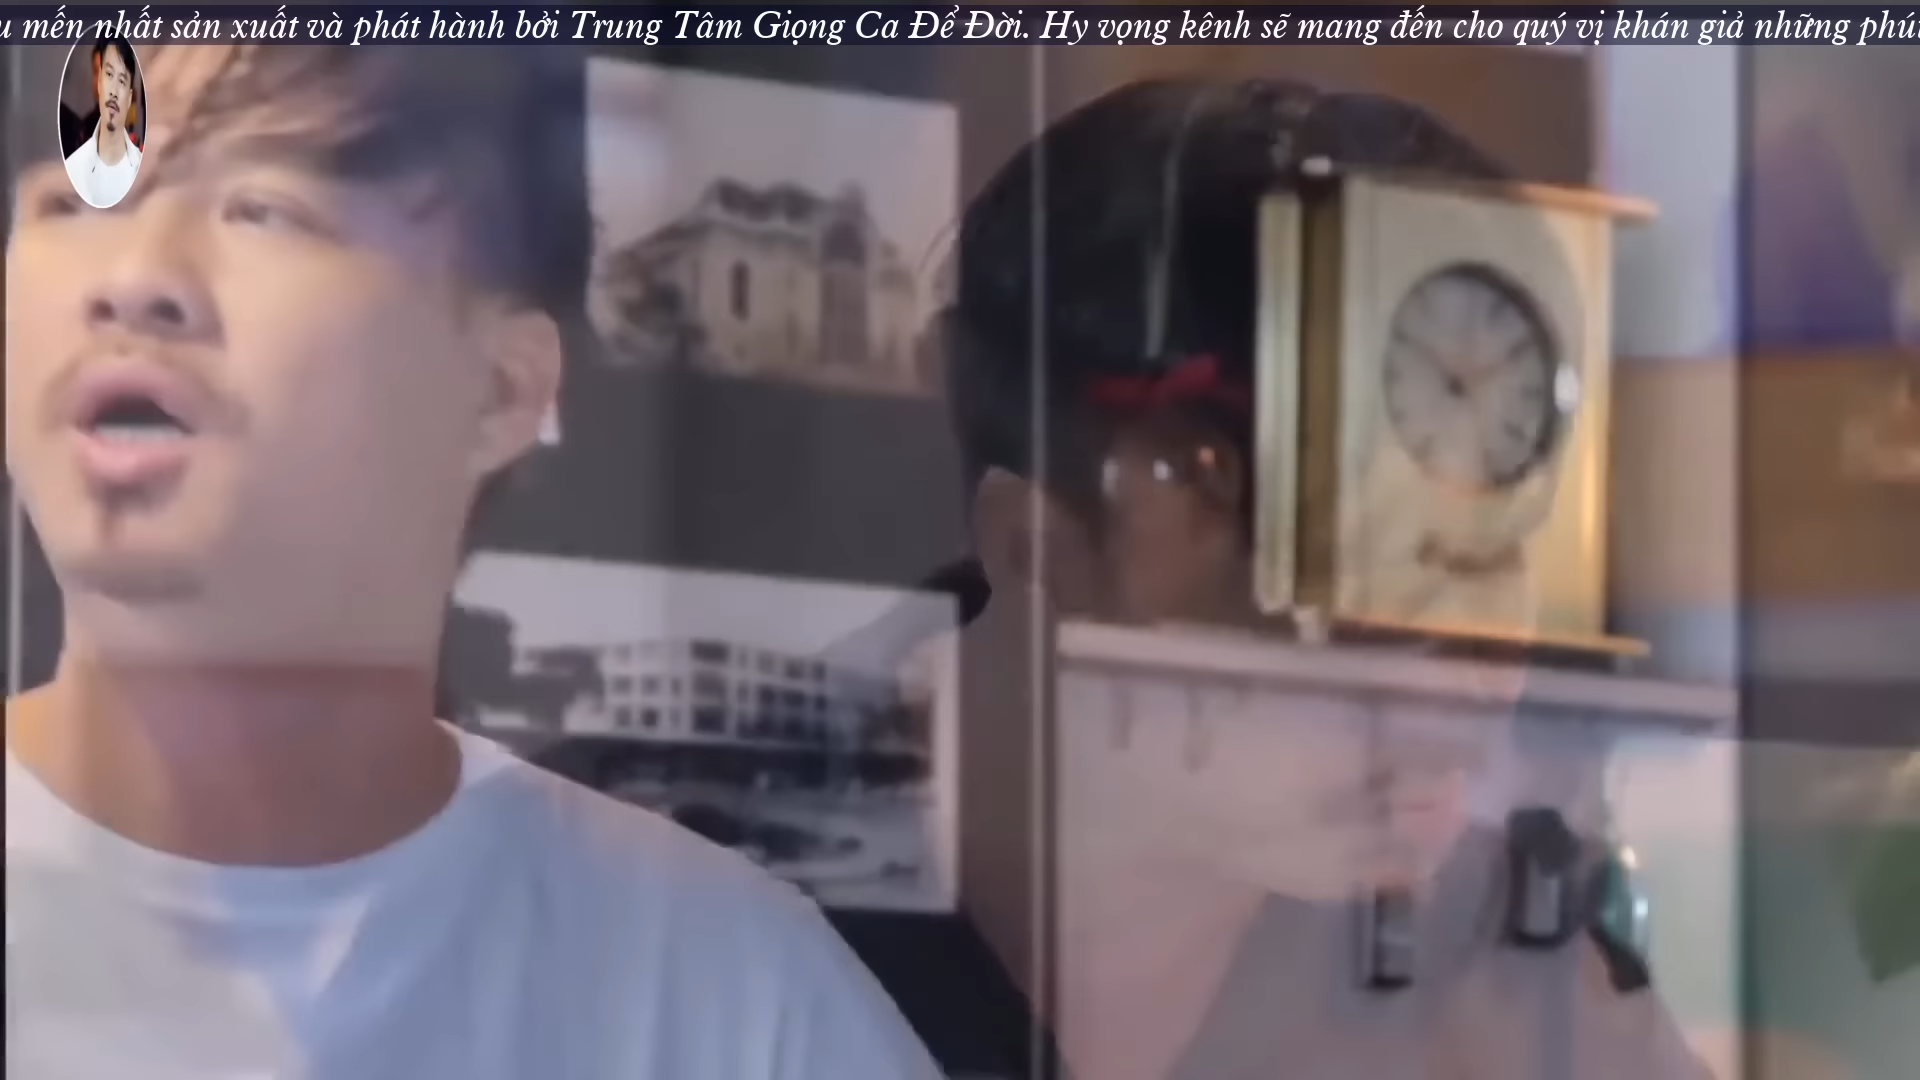 mến nhất sản xuất và phát hành bởi Trung Tâm Giọng Ca Để Đời. Hy vọng kênh sẽ mang đến cho quý vị khán giả những